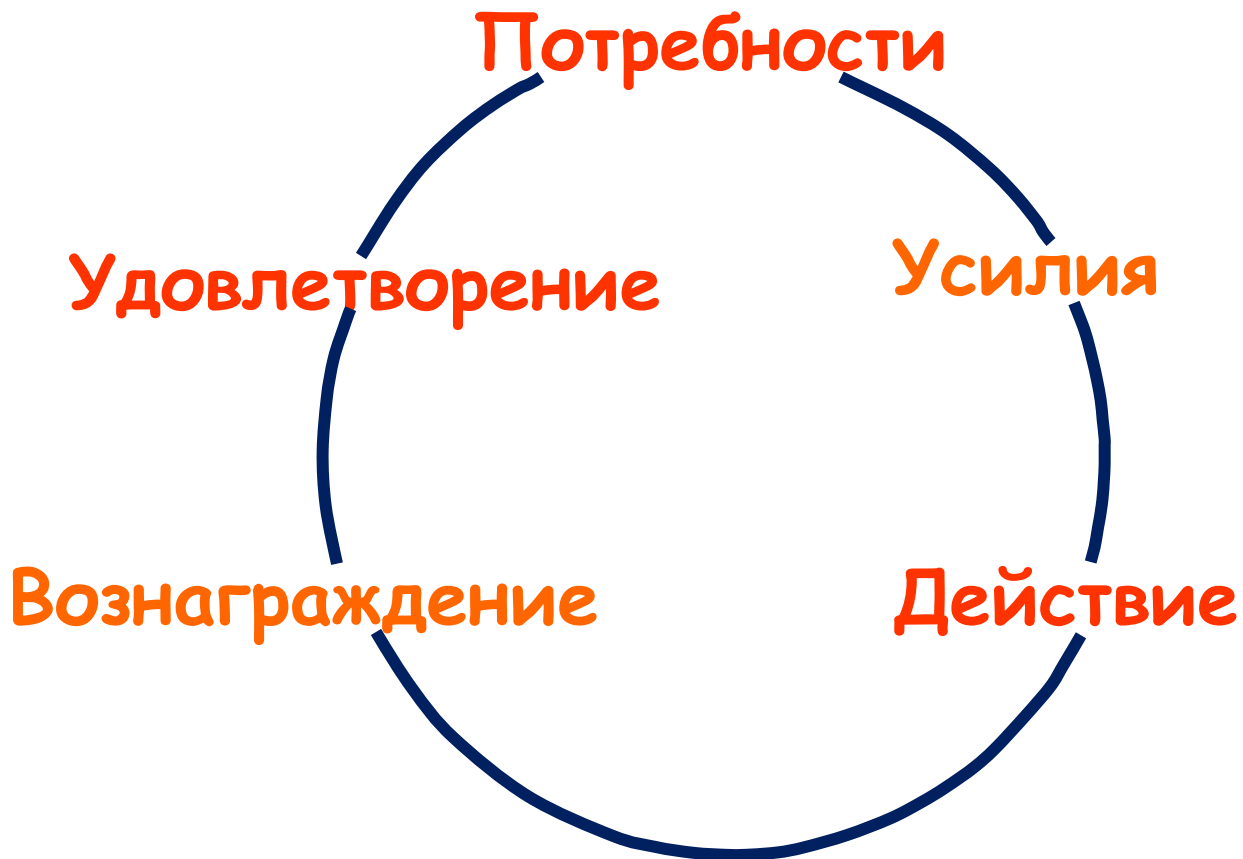 Потребности
Удовлетворение
Усилия
Вознаграждение
Действие